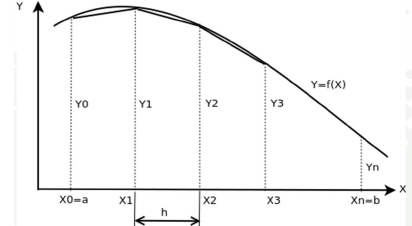 Y
Y=f(X)
Y0 Y1 Y2 Y3
Yn
X
X0=a X1 X2 X3 Xn=b
h